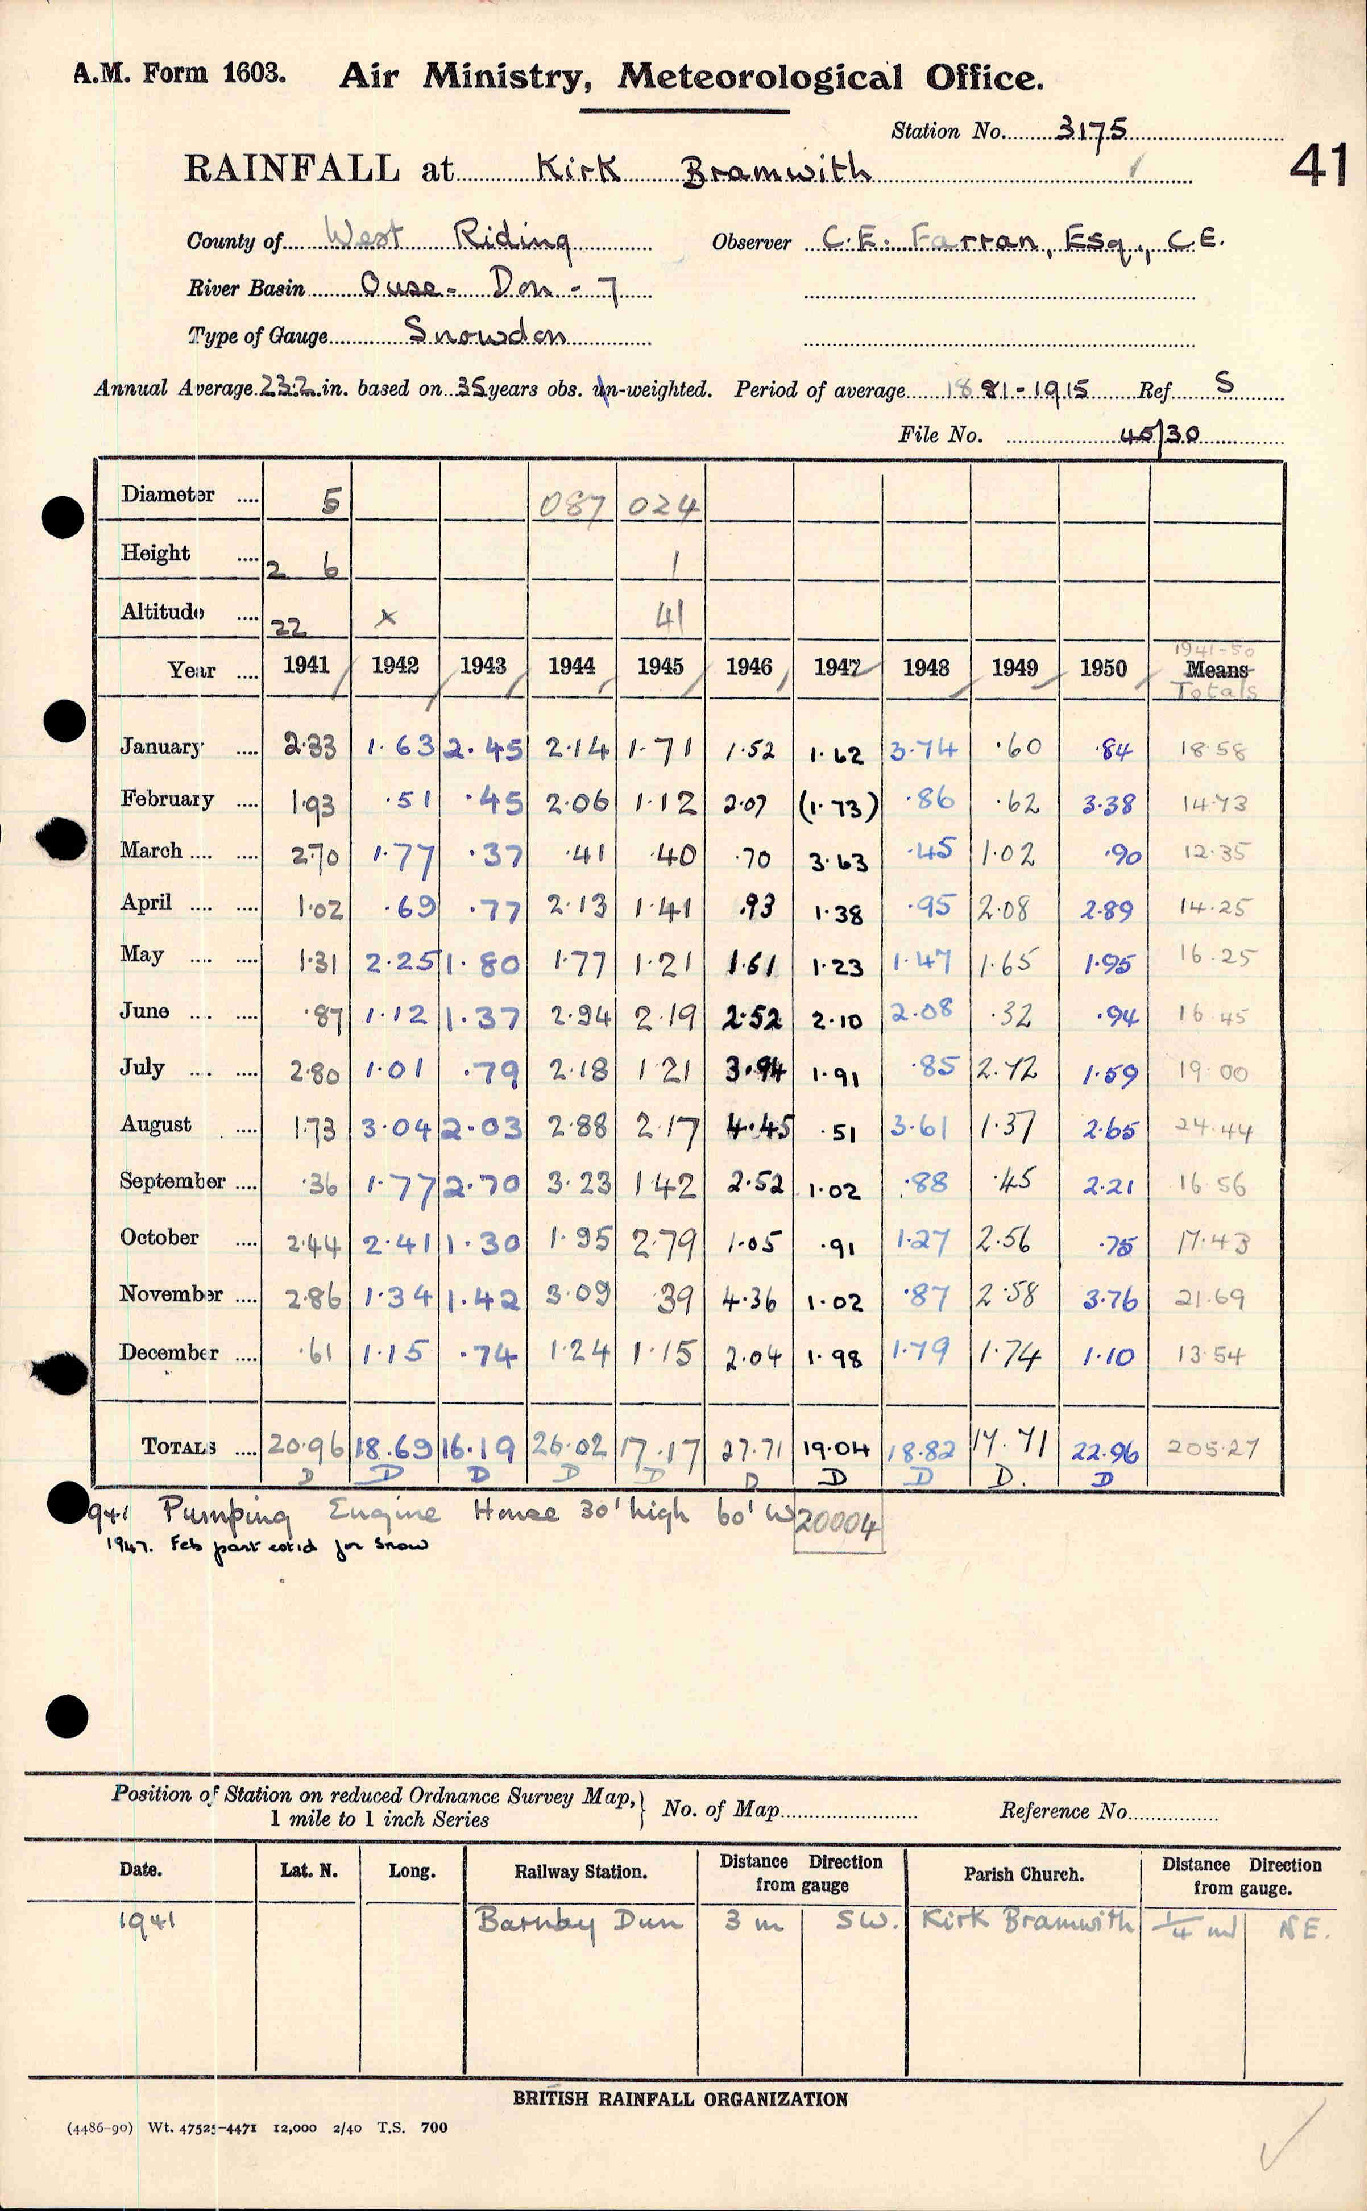 A.M. Form 1603. Air Ministry, Meteorological Office.
Station No. 3175
41
RAINFALL at Kirk Bramwith
County of West Riding Observer C.E. Farran, Esq., C.E.
River Basin Ouse - Don - 7
Type of Gauge Snowdon
Annual Average 23.2 in. based on 35 years obs. un-weighted. Period of average 1881-1915 Ref S
File No. 45/30
Diameter .... 5 087 024
Height .... 2 6 1
Altitude .... 22 x 41
1941-50
Year .... 1941 1942 1943 1944 1945 1946 1947 1948 1949 1950 Means
Totals
January .... 2.33 1.63 2.45 2.14 1.71 1.52 1.62 3.74 .60 .84 18.58
February .... 1.93 .51 .45 2.06 1.12 2.07 (1.73) .86 .62 3.38 14.73
March .... .... 2.70 1.77 .37 .41 .40 .70 3.63 .45 1.02 .90 12.35
April .... .... 1.02 .69 .77 2.13 1.41 .93 1.38 .95 2.08 2.89 14.25
May .... .... 1.31 2.25 1.80 1.77 1.21 1.61 1.23 1.47 1.65 1.95 16.25
June .... .... .87 1.12 1.37 2.94 2.19 2.52 2.10 2.08 .32 .94 16.45
July .... .... 2.80 1.01 .79 2.18 1.21 3.94 1.91 .85 2.72 1.59 19.00
August .... 1.73 3.04 2.03 2.88 2.17 4.45 .51 3.61 1.37 2.65 24.44
September .... .36 1.77 2.70 3.23 1.42 2.52 1.02 .88 .45 2.21 16.56
October .... 2.44 2.41 1.30 1.95 2.79 1.05 .91 1.27 2.56 .75 17.43
November .... 2.86 1.34 1.42 3.09 .39 4.36 1.02 .87 2.58 3.76 21.69
December .... .61 1.15 .74 1.24 1.15 2.04 1.98 1.79 1.74 1.10 13.54
TOTALS .... 20.96 18.69 16.19 26.02 17.17 27.71 19.04 18.82 17.71 22.96 205.27
D D D D D D D D D. D
1941 Pumping Engine House 30' high 60' W 20004
1947. Feb part estd for snow
Position of Station on reduced Ordnance Survey Map, 1 mile to 1 inch Series } No. of Map Reference No.
Date. Lat. N. Long. Railway Station. Distance Direction from gauge Parish Church. Distance Direction from gauge.
1941 Barnby Dun 3 m SW. Kirk Bramwith 1/4 ml NE.
BRITISH RAINFALL ORGANIZATION
(4486-90) Wt. 47525-4471 12,000 2/40 T.S. 700